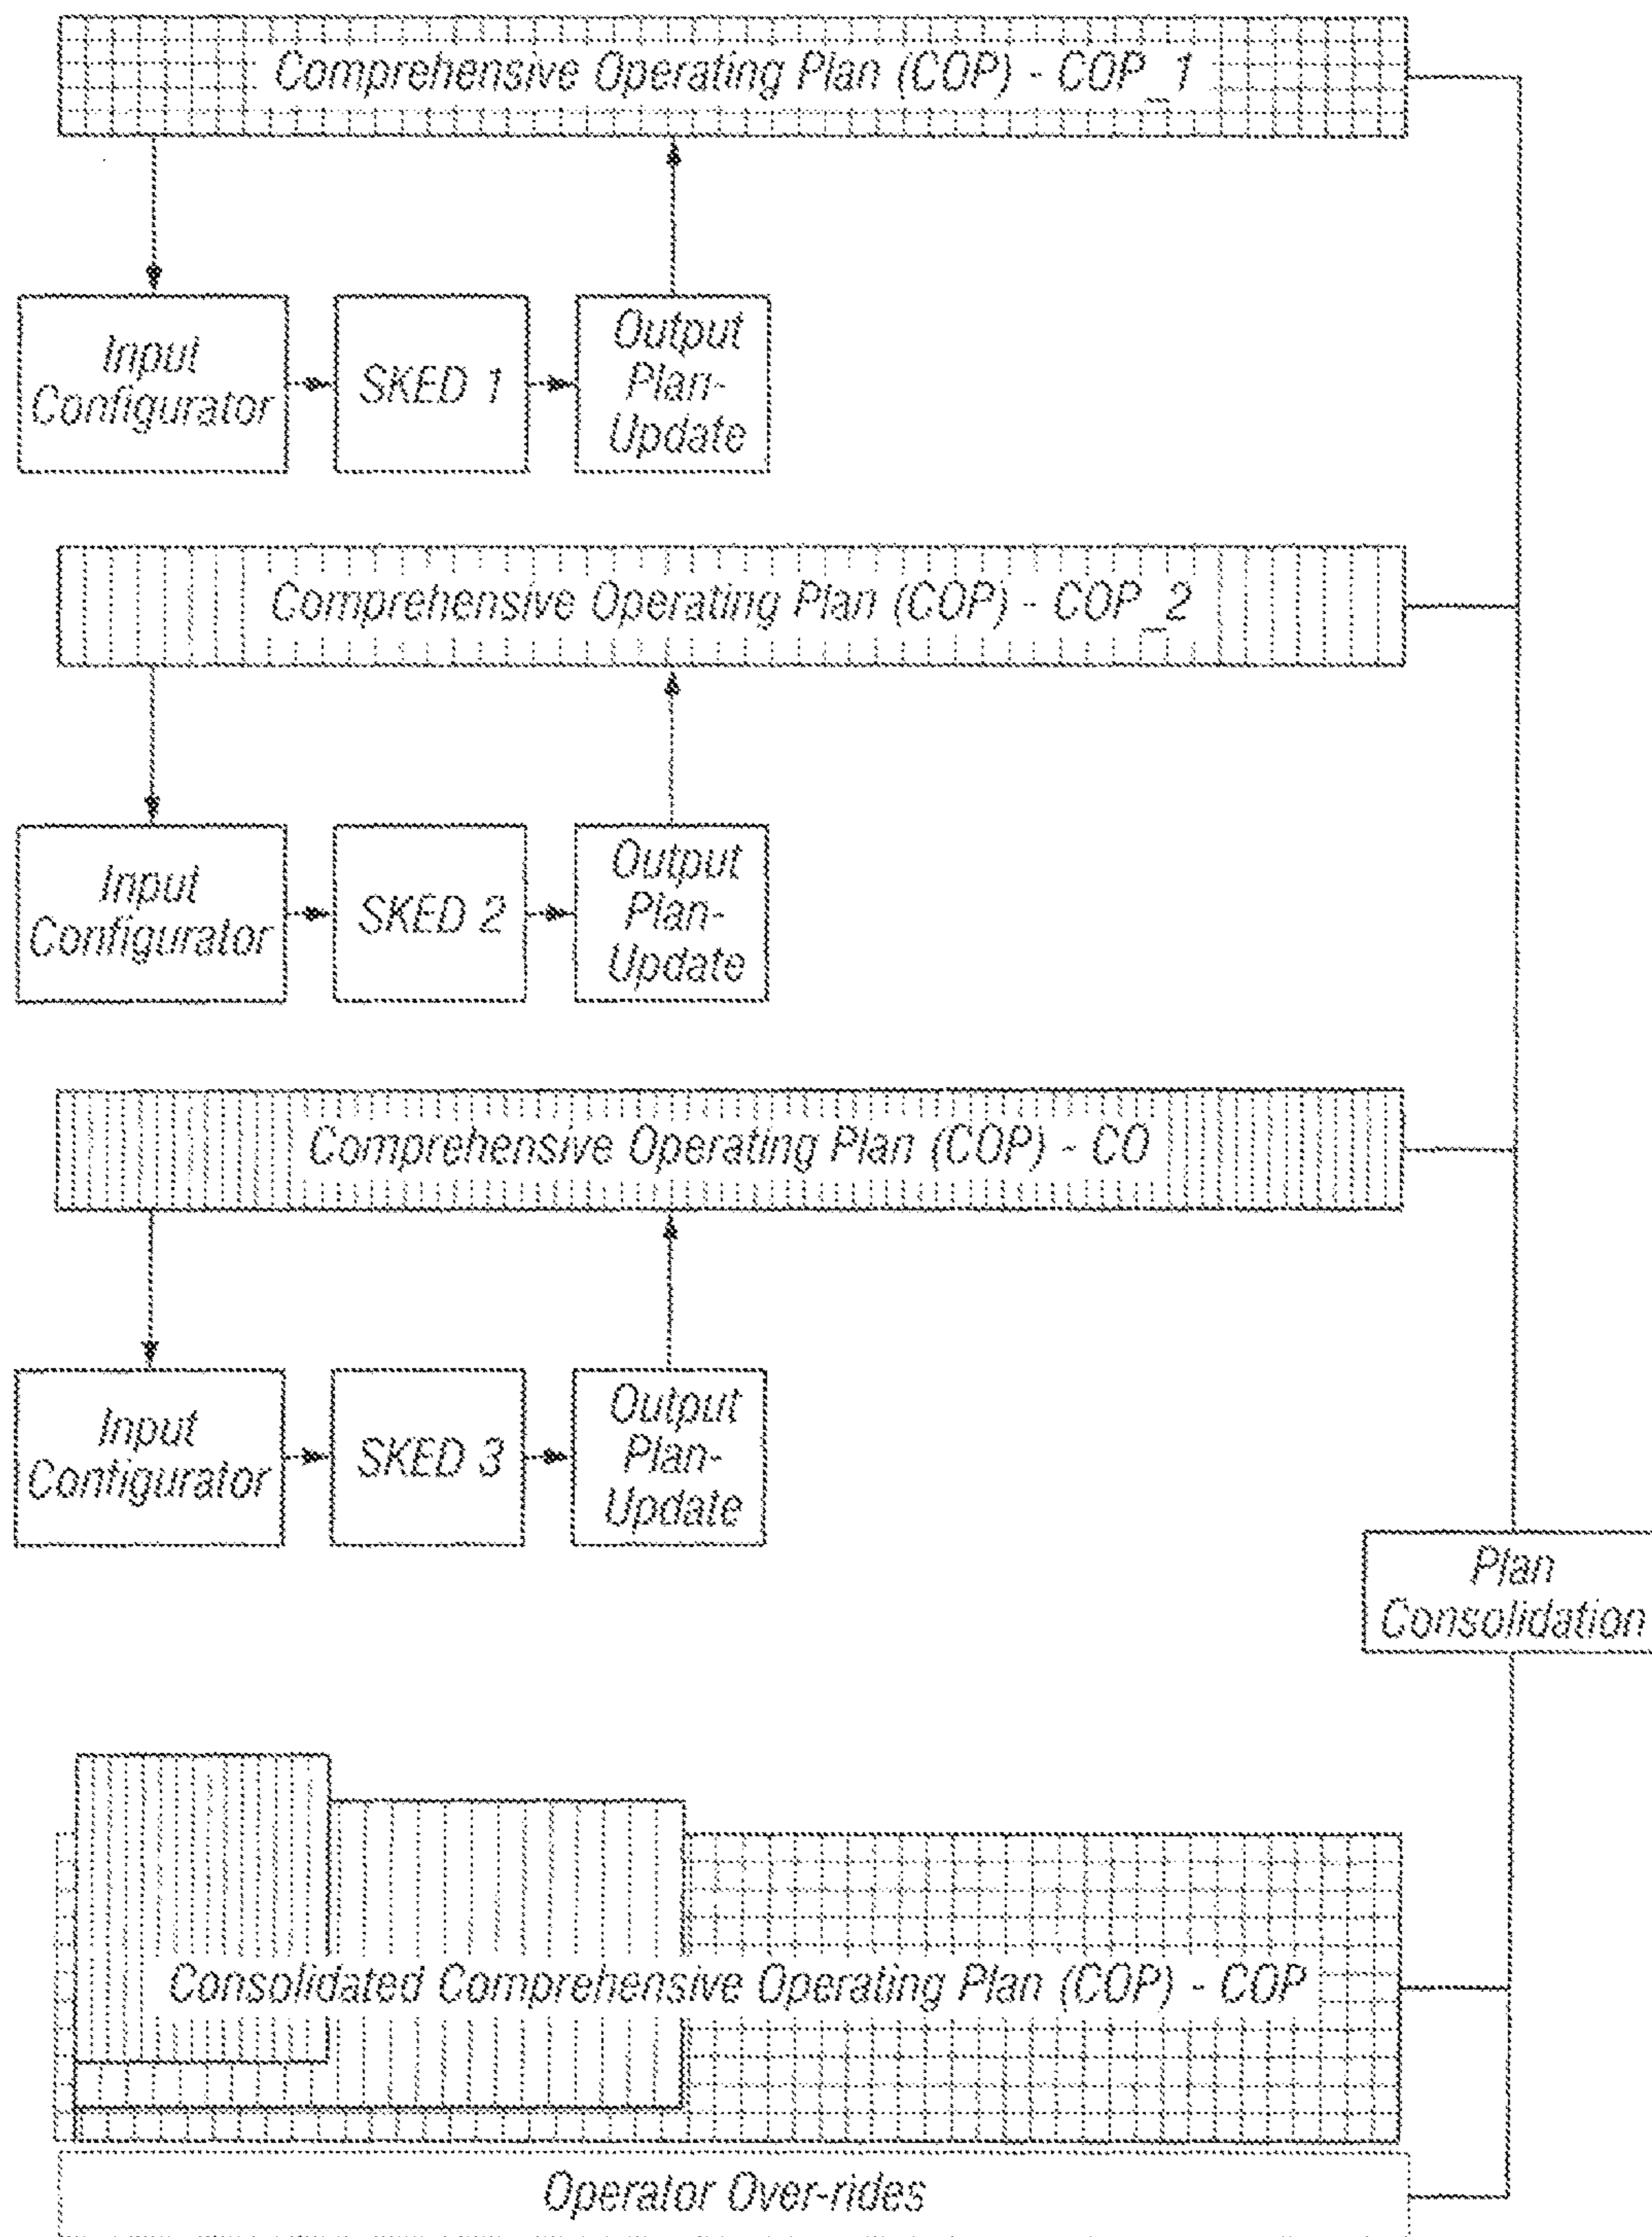 Comprehensive Operating Plan (COP) - COP_1
Input
Configurator
SKED 1
Output
Plan-
Update
Comprehensive Operating Plan (COP) - COP_2
Input
Configurator
SKED 2
Output
Plan-
Update
Comprehensive Operating Plan (COP) - CO
Input
Configurator
SKED 3
Output
Plan-
Update
Plan
Consolidation
Consolidated Comprehensive Operating Plan (COP) - COP
Operator Over-rides